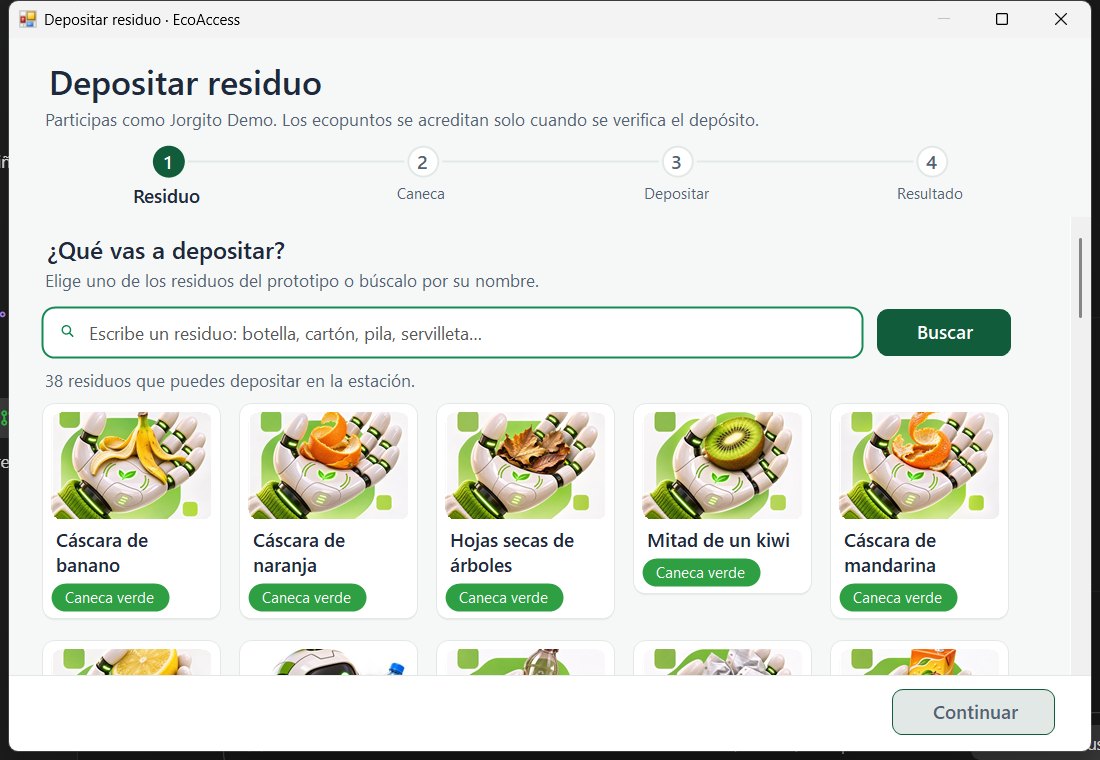 Depositar residuo · EcoAccess
Depositar residuo
Participas como Jorgito Demo. Los ecopuntos se acreditan solo cuando se verifica el depósito.
1
2
3
4
Residuo
Caneca
Depositar
Resultado
¿Qué vas a depositar?
Elige uno de los residuos del prototipo o búscalo por su nombre.
Escribe un residuo: botella, cartón, pila, servilleta...
Buscar
38 residuos que puedes depositar en la estación.
Cáscara de
banano
Caneca verde
Cáscara de
naranja
Caneca verde
Hojas secas de
árboles
Caneca verde
Mitad de un kiwi
Caneca verde
Cáscara de
mandarina
Caneca verde
Continuar